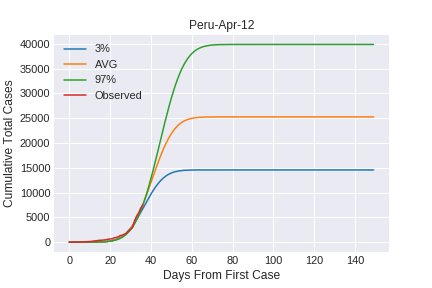 Peru-Apr-12
40000
35000
30000
25000
20000
15000
10000
5000
0
3%
AVG
97%
Observed
Cumulative Total Cases
0 20 40 60 80 100 120 140
Days From First Case